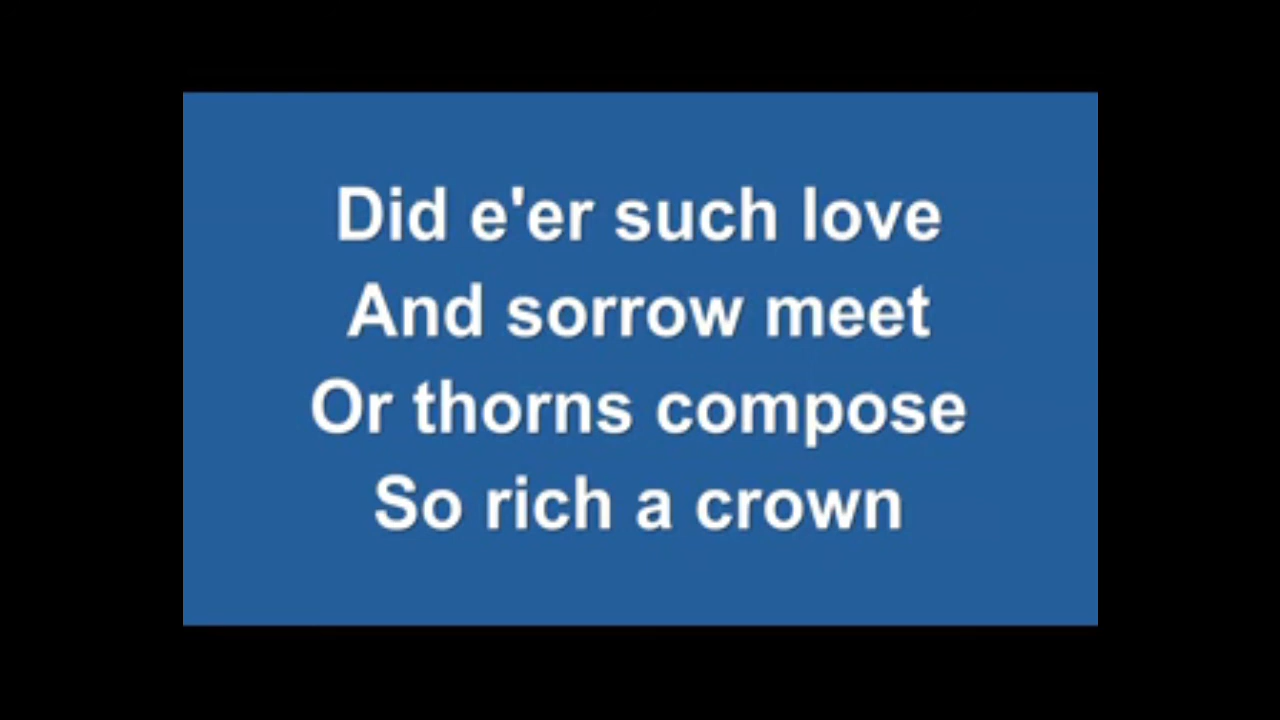 Did e'er such love
And sorrow meet
Or thorns compose
So rich a crown